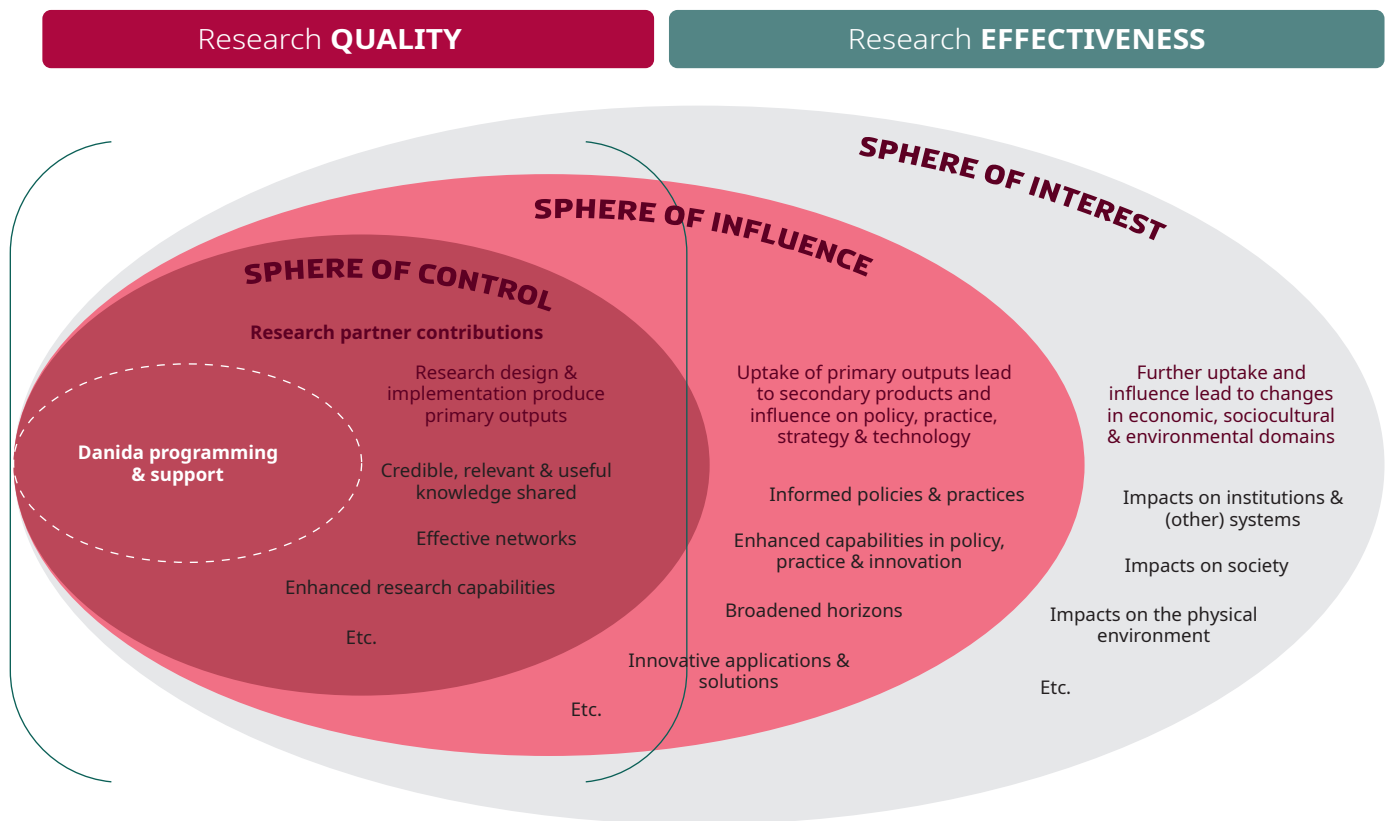 Research QUALITY
Research EFFECTIVENESS
SPHERE OF INTEREST
SPHERE OF INFLUENCE
SPHERE OF CONTROL
Research partner contributions
Danida programming
& support
Research design &
implementation produce
primary outputs
Credible, relevant & useful
knowledge shared
Effective networks
Enhanced research capabilities
Etc.
Uptake of primary outputs lead
to secondary products and
influence on policy, practice,
strategy & technology
Informed policies & practices
Enhanced capabilities in policy,
practice & innovation
Broadened horizons
Innovative applications &
solutions
Etc.
Further uptake and
influence lead to changes
in economic, sociocultural
& environmental domains
Impacts on institutions &
(other) systems
Impacts on society
Impacts on the physical
environment
Etc.